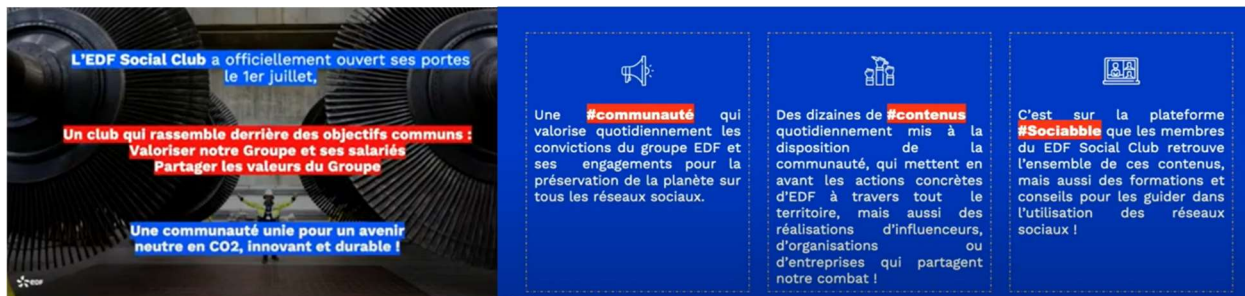 L'EDF Social Club a officiellement ouvert ses portes
le 1er juillet,
Un club qui rassemble derrière des objectifs communs :
Valoriser notre Groupe et ses salariés
Partager les valeurs du Groupe
Une communauté unie pour un avenir
neutre en CO2, innovant et durable !
EDF
Une #communauté qui
valorise quotidiennement les
convictions du groupe EDF et
ses engagements pour la
préservation de la planète sur
tous les réseaux sociaux.
Des dizaines de #contenus
quotidiennement mis à la
disposition de la
communauté, qui mettent en
avant les actions concrètes
d'EDF à travers tout le
territoire, mais aussi des
réalisations d'influenceurs,
d'organisations ou
d'entreprises qui partagent
notre combat !
C'est sur la plateforme
#Sociabble que les membres
du EDF Social Club retrouve
l'ensemble de ces contenus,
mais aussi des formations et
conseils pour les guider dans
l'utilisation des réseaux
sociaux !